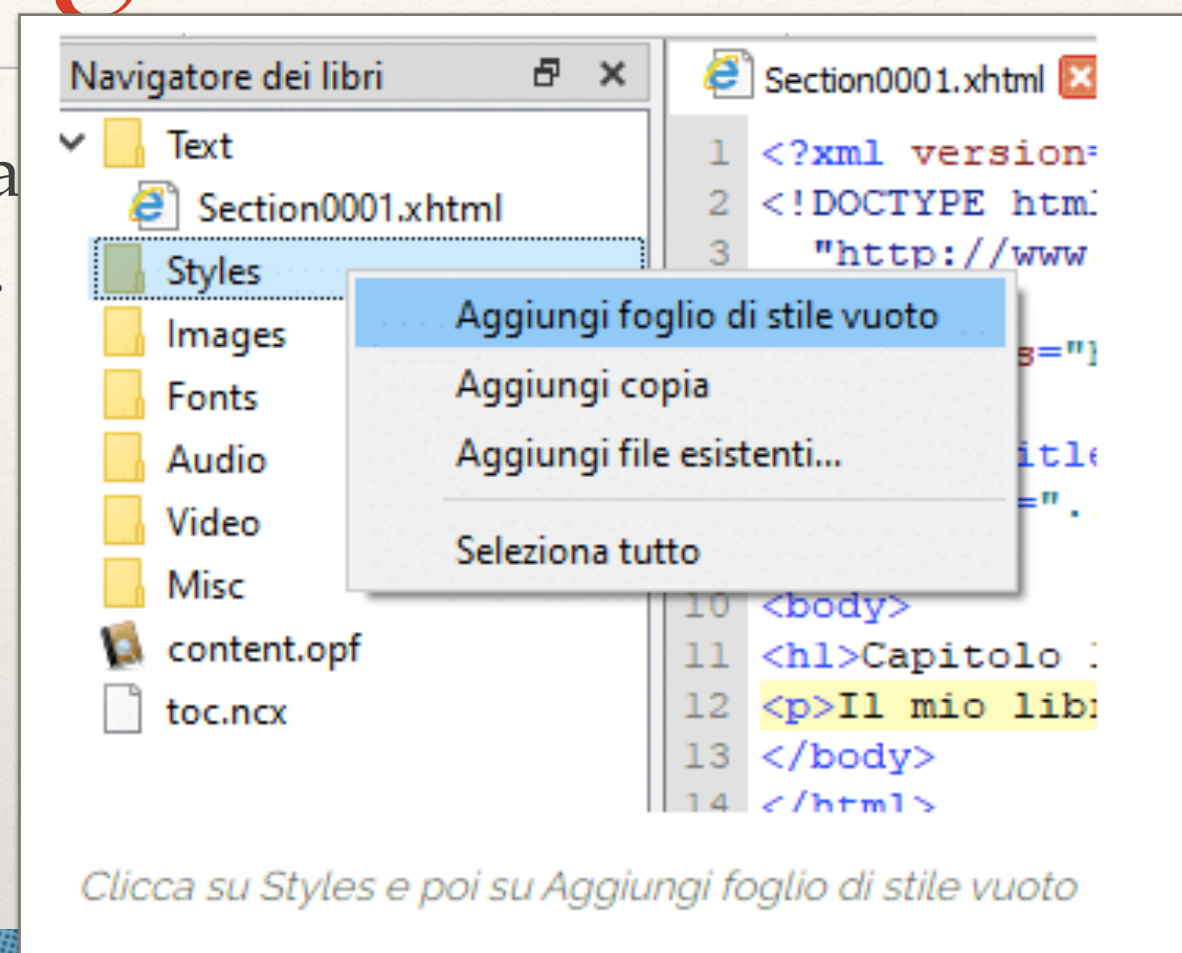 a
Navigatore dei libri
Section0001.xhtml
Text
Section0001.xhtml
Styles
Images
Fonts
Audio
Video
Misc
content.opf
toc.ncx
Aggiungi foglio di stile vuoto
Aggiungi copia
Aggiungi file esistenti...
Seleziona tutto
1 <?xml version=
2 <!DOCTYPE html
3 "http://www.
s="h
itle
=".
10 <body>
11 <h1>Capitolo
12 <p>Il mio libr
13 </body>
14 </html>
Clicca su Styles e poi su Aggiungi foglio di stile vuoto